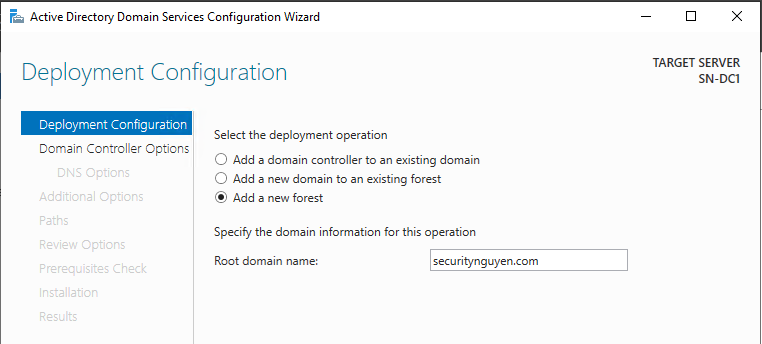 Active Directory Domain Services Configuration Wizard
Deployment Configuration
TARGET SERVER
SN-DC1
Deployment Configuration
Domain Controller Options
DNS Options
Additional Options
Paths
Review Options
Prerequisites Check
Installation
Results
Select the deployment operation
Add a domain controller to an existing domain
Add a new domain to an existing forest
Add a new forest
Specify the domain information for this operation
Root domain name: securitynguyen.com